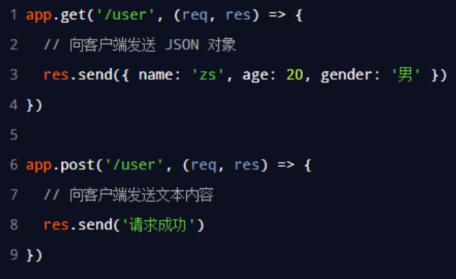 1 app.get('/user', (req, res) => {
2   // 向客户端发送 JSON 对象
3   res.send({ name: 'zs', age: 20, gender: '男' })
4 })
5
6 app.post('/user', (req, res) => {
7   // 向客户端发送文本内容
8   res.send('请求成功')
9 })